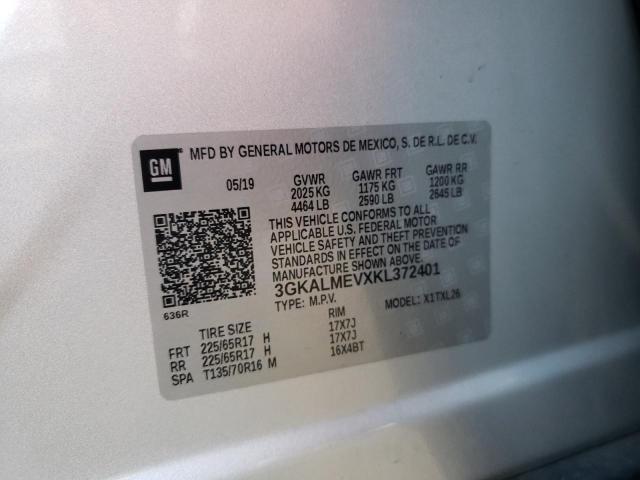 GM MFD BY GENERAL MOTORS DE MEXICO, S. DE R.L. DE C.V.
05/19 GVWR GAWR FRT GAWR RR
2025 KG 1175 KG 1200 KG
4464 LB 2590 LB 2645 LB
THIS VEHICLE CONFORMS TO ALL
APPLICABLE U.S. FEDERAL MOTOR
VEHICLE SAFETY AND THEFT PREVENTION
STANDARDS IN EFFECT ON THE DATE OF
MANUFACTURE SHOWN ABOVE.
3GKALMEVXKL372401
636R TYPE: M.P.V. MODEL: X1TXL26
TIRE SIZE RIM
FRT 225/65R17 H 17X7J
RR 225/65R17 H 17X7J
SPA T135/70R16 M 16X4BT